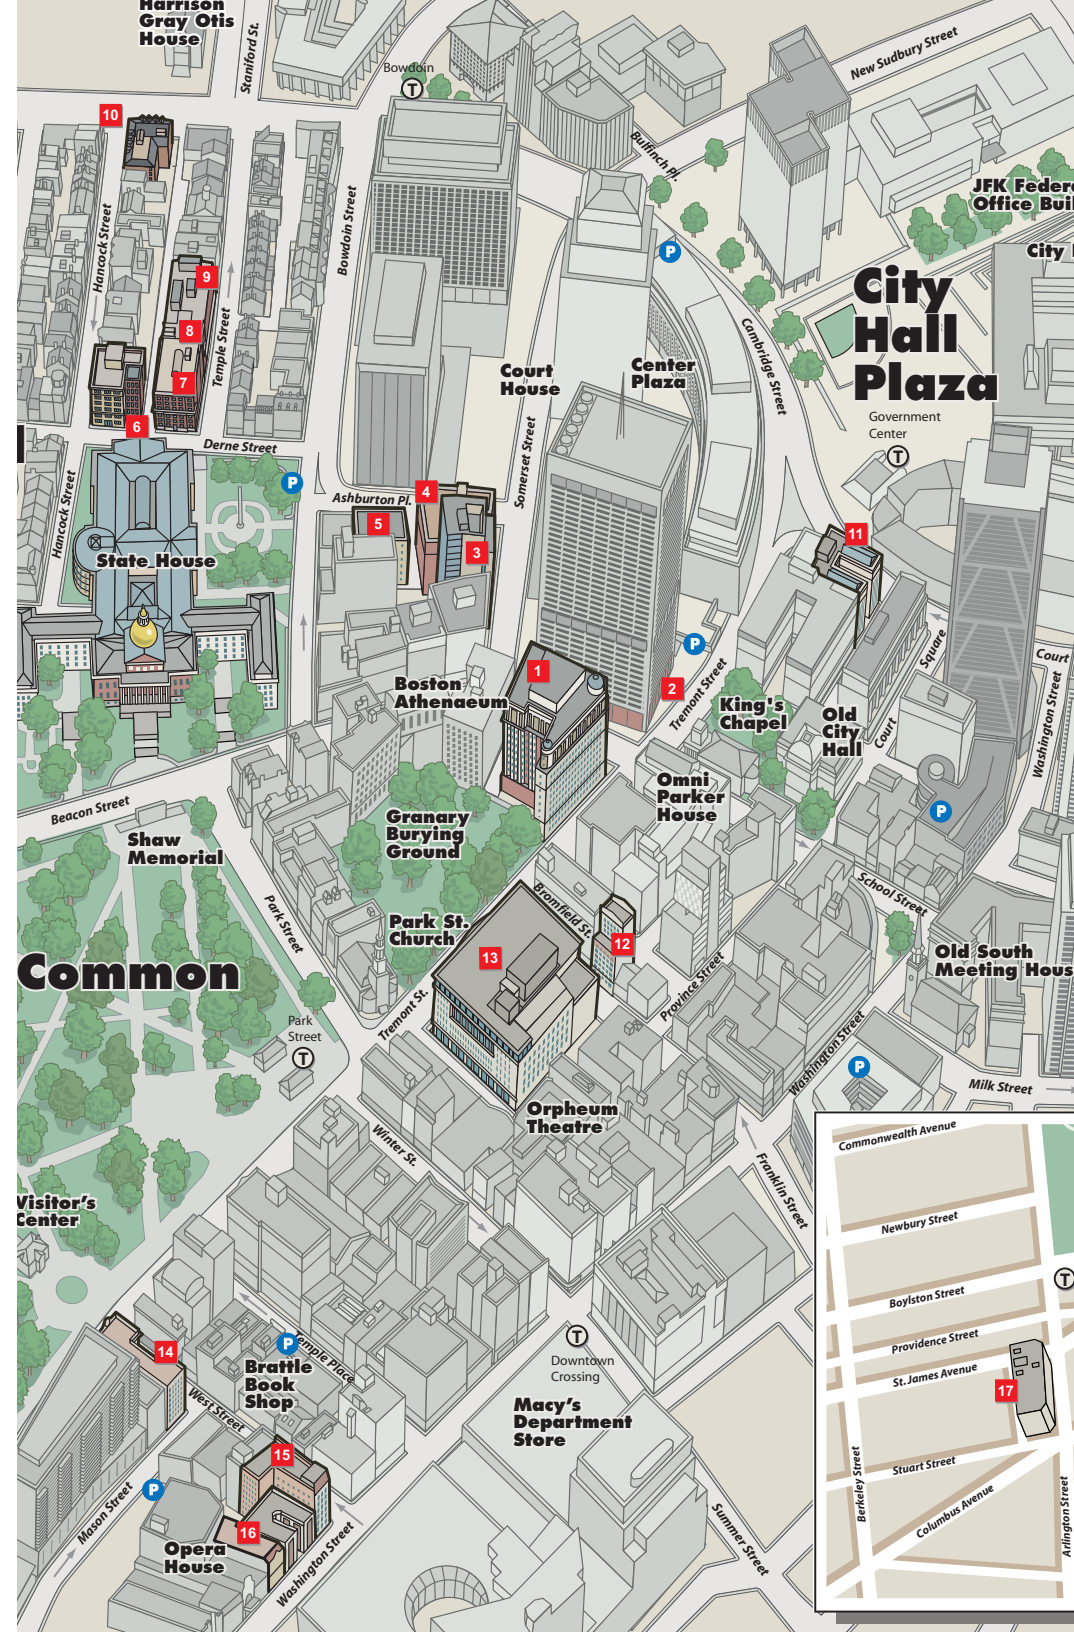 Harrison
Gray Otis
House
Staniford St.
Bowdoin
T
New Sudbury Street
10
Bulfinch Pl.
JFK Feder
Office Buil
Hancock Street
Bowdoin Street
P
City
9
City
Hall
Plaza
8
Temple Street
7
Court
House
Center
Plaza
Cambridge Street
Government
Center
T
6
Derne Street
Somerset Street
Hancock Street
P
Ashburton Pl.
4
5
3
11
State House
P
Court
Square
Court
1
2
Tremont Street
Boston
Athenaeum
King's
Chapel
Old
City
Hall
Washington Street
Omni
Parker
House
P
Beacon Street
Granary
Burying
Ground
Shaw
Memorial
School Street
Bromfield St.
Park Street
Park St.
Church
12
13
Old South
Meeting Hous
Common
Province Street
Tremont St.
Park
Street
T
Washington Street
P
Milk Street
Orpheum
Theatre
Winter St.
Franklin Street
Visitor's
Center
Commonwealth Avenue
Newbury Street
T
Boylston Street
Providence Street
St. James Avenue
17
Stuart Street
Columbus Avenue
Berkeley Street
Arlington Street
14
P
Temple Place
Brattle
Book
Shop
T
Downtown
Crossing
West Street
Macy's
Department
Store
15
P
Mason Street
16
Opera
House
Washington Street
Summer Street